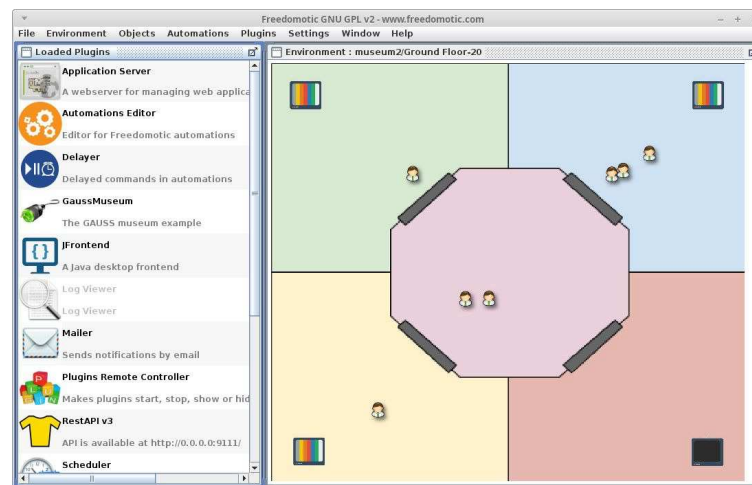 Freedomotic GNU GPL v2 - www.freedomotic.com
File Environment Objects Automations Plugins Settings Window Help
Loaded Plugins
Application Server
A webserver for managing web applica
Automations Editor
Editor for Freedomotic automations
Delayer
Delayed commands in automations
GaussMuseum
The GAUSS museum example
JFrontend
A Java desktop frontend
Log Viewer
Log Viewer
Mailer
Sends notifications by email
Plugins Remote Controller
Makes plugins start, stop, show or hid
RestAPI v3
API is available at http://0.0.0.0:9111/
Scheduler
Environment : museum2/Ground Floor-20